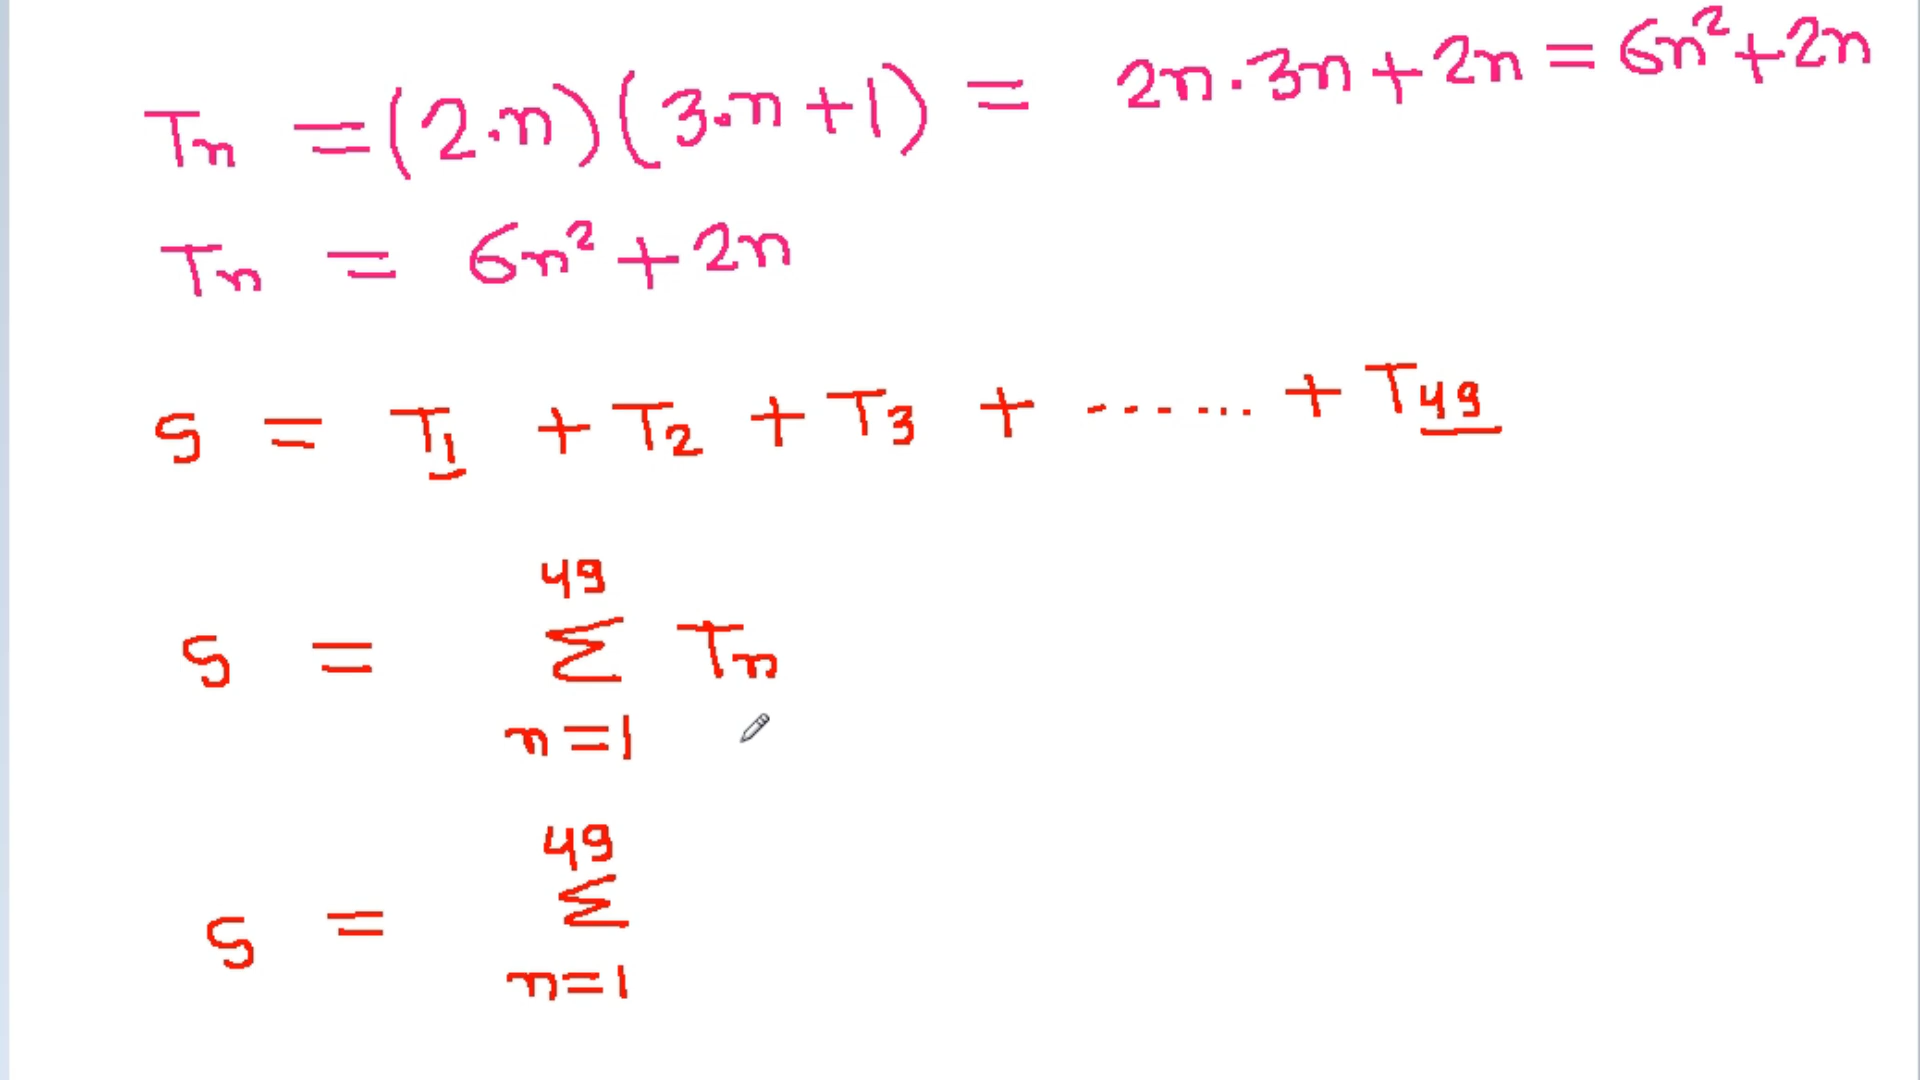 Tn = (2.n)(3.n+1) = 2n.3n+2n = 6n²+2n
Tn = 6n²+2n
S = T1 + T2 + T3 + ....... + T49
49
S = Σ Tn
n=1
49
S = Σ
n=1